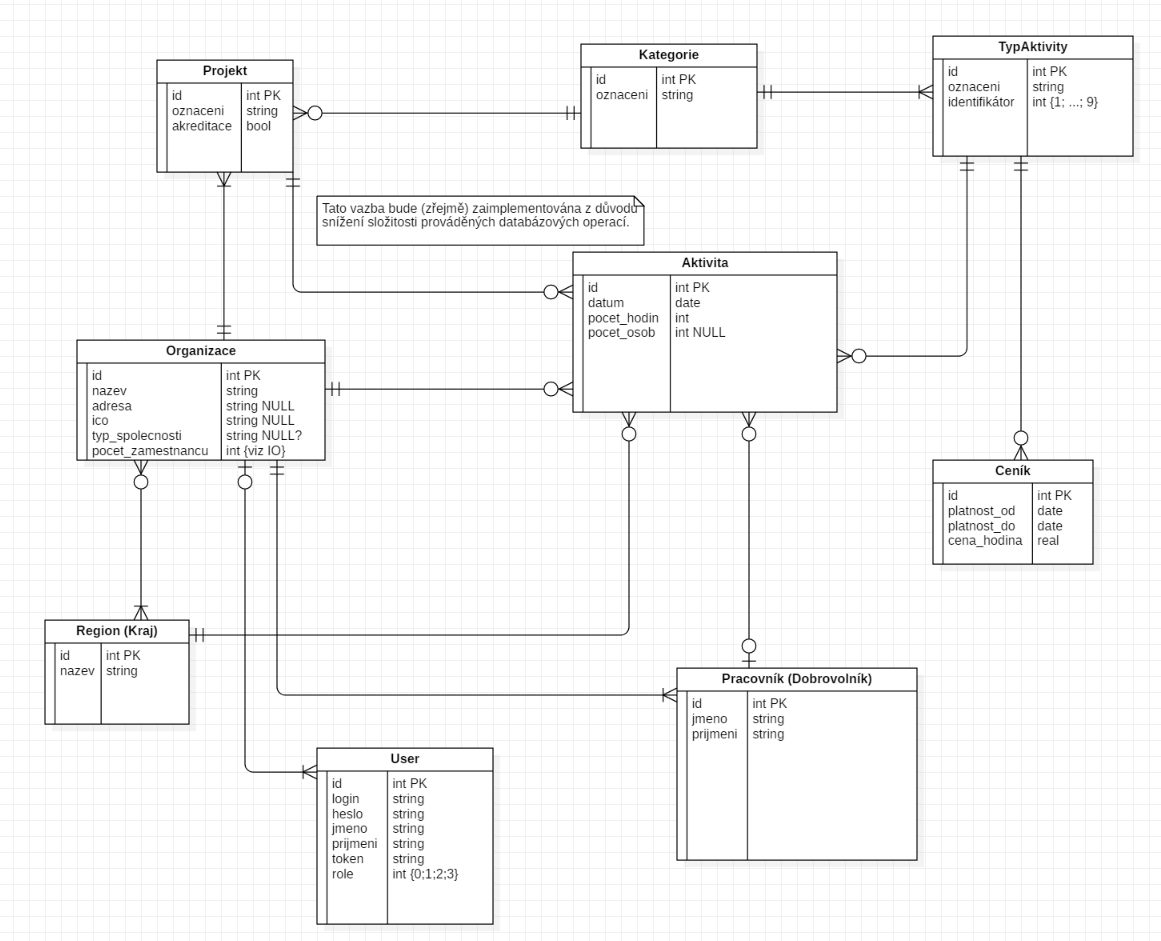 Projekt
id int PK
oznaceni string
akreditace bool
Kategorie
id int PK
oznaceni string
TypAktivity
id int PK
oznaceni string
identifikátor int {1; ...; 9}
Tato vazba bude (zřejmě) zaimplementována z důvodu
snížení složitosti prováděných databázových operací.
Aktivita
id int PK
datum date
pocet_hodin int
pocet_osob int NULL
Organizace
id int PK
nazev string
adresa string NULL
ico string NULL
typ_spolecnosti string NULL?
pocet_zamestnancu int {viz IO}
Ceník
id int PK
platnost_od date
platnost_do date
cena_hodina real
Region (Kraj)
id int PK
nazev string
Pracovník (Dobrovolník)
id int PK
jmeno string
prijmeni string
User
id int PK
login string
heslo string
jmeno string
prijmeni string
token string
role int {0;1;2;3}